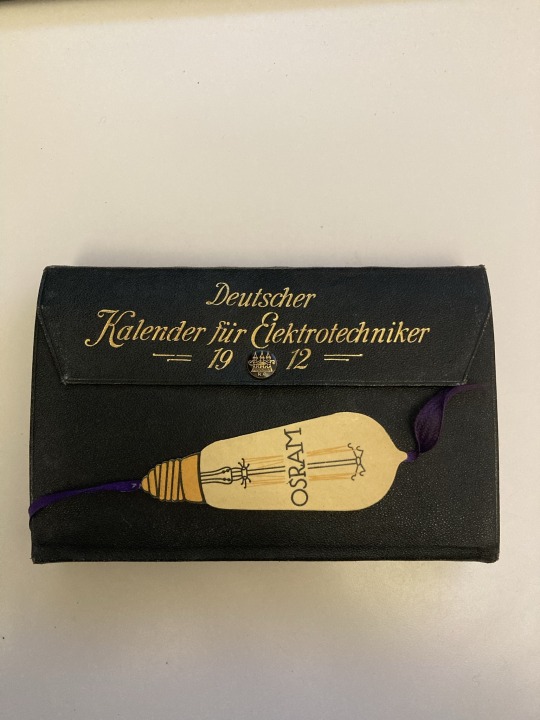 Deutscher
Kalender für Elektrotechniker
19 12
OSRAM